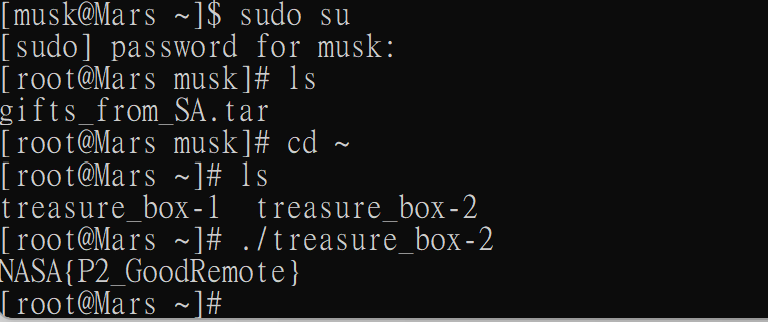 [musk@Mars ~]$ sudo su
[sudo] password for musk:
[root@Mars musk]# ls
gifts_from_SA.tar
[root@Mars musk]# cd ~
[root@Mars ~]# ls
treasure_box-1  treasure_box-2
[root@Mars ~]# ./treasure_box-2
NASA{P2_GoodRemote}
[root@Mars ~]#